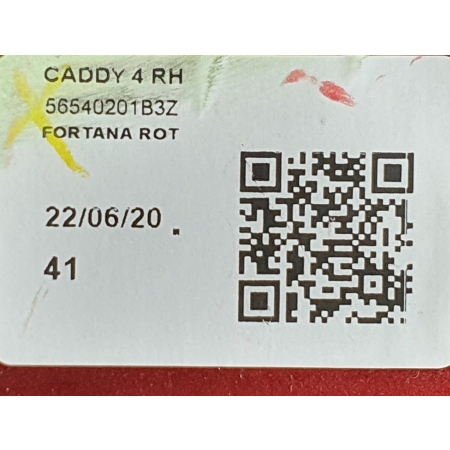 CADDY 4 RH
56540201B3Z
FORTANA ROT
22/06/20
41